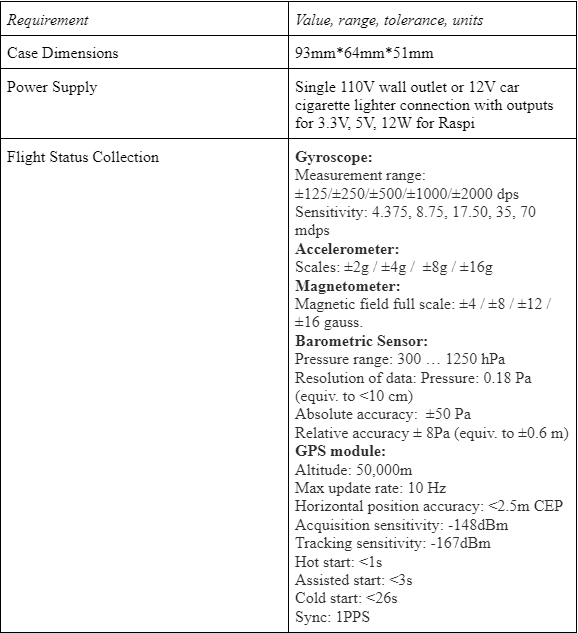 Requirement
Value, range, tolerance, units
Case Dimensions
93mm*64mm*51mm
Power Supply
Single 110V wall outlet or 12V car
cigarette lighter connection with outputs
for 3.3V, 5V, 12W for Raspi
Flight Status Collection
Gyroscope:
Measurement range:
±125/±250/±500/±1000/±2000 dps
Sensitivity: 4.375, 8.75, 17.50, 35, 70
mdps
Accelerometer:
Scales: ±2g / ±4g /  ±8g / ±16g
Magnetometer:
Magnetic field full scale: ±4 / ±8 / ±12 /
±16 gauss.
Barometric Sensor:
Pressure range: 300 … 1250 hPa
Resolution of data: Pressure: 0.18 Pa
(equiv. to <10 cm)
Absolute accuracy:  ±50 Pa
Relative accuracy ± 8Pa (equiv. to ±0.6 m)
GPS module:
Altitude: 50,000m
Max update rate: 10 Hz
Horizontal position accuracy: <2.5m CEP
Acquisition sensitivity: -148dBm
Tracking sensitivity: -167dBm
Hot start: <1s
Assisted start: <3s
Cold start: <26s
Sync: 1PPS